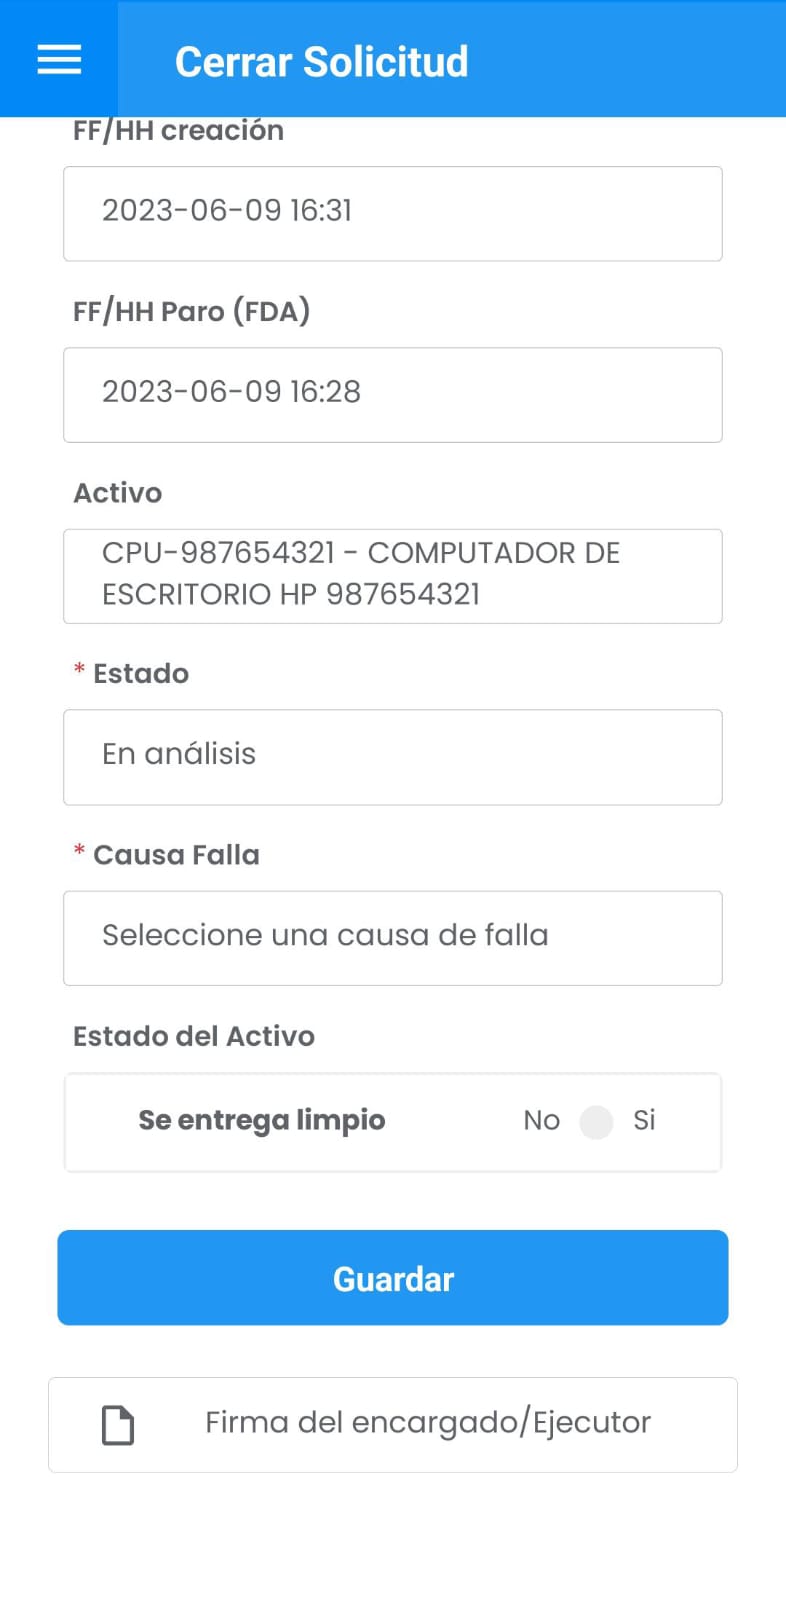 Cerrar Solicitud
FF/HH creación
2023-06-09 16:31
FF/HH Paro (FDA)
2023-06-09 16:28
Activo
CPU-987654321 - COMPUTADOR DE
ESCRITORIO HP 987654321
* Estado
En análisis
* Causa Falla
Seleccione una causa de falla
Estado del Activo
Se entrega limpio No Si
Guardar
Firma del encargado/Ejecutor